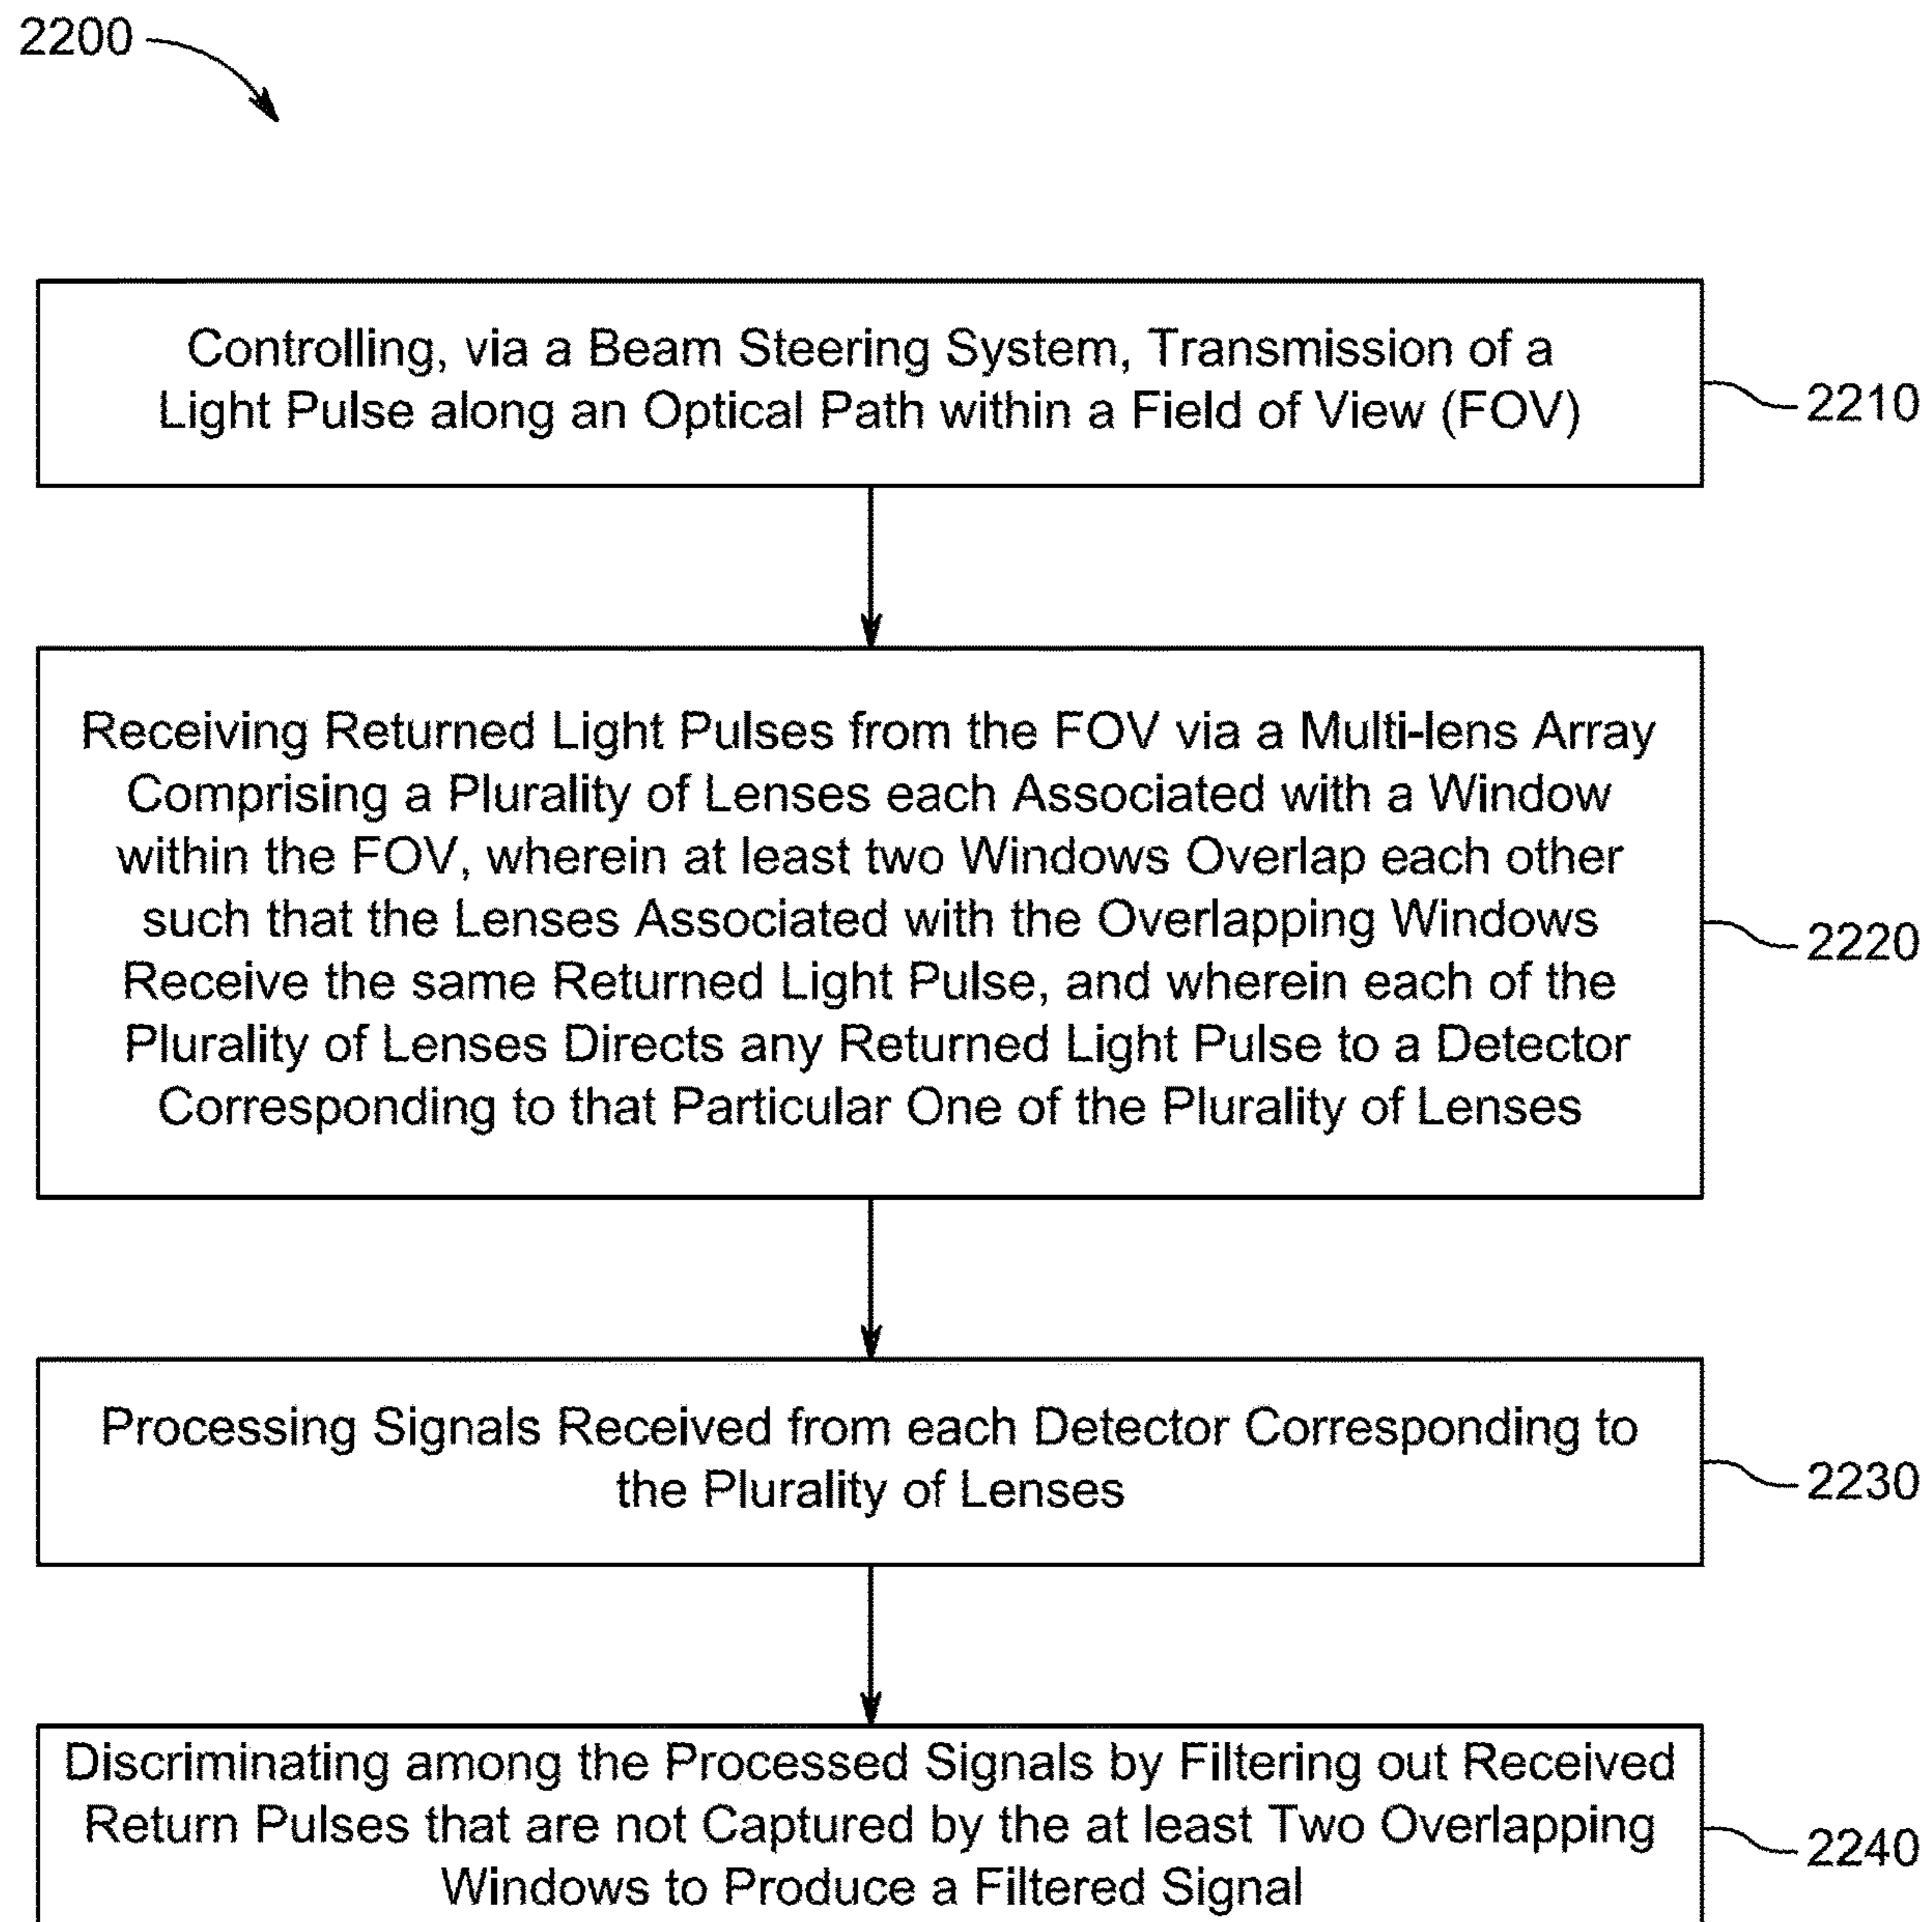 2200
Controlling, via a Beam Steering System, Transmission of a
Light Pulse along an Optical Path within a Field of View (FOV)
2210
Receiving Returned Light Pulses from the FOV via a Multi-lens Array
Comprising a Plurality of Lenses each Associated with a Window
within the FOV, wherein at least two Windows Overlap each other
such that the Lenses Associated with the Overlapping Windows
Receive the same Returned Light Pulse, and wherein each of the
Plurality of Lenses Directs any Returned Light Pulse to a Detector
Corresponding to that Particular One of the Plurality of Lenses
2220
Processing Signals Received from each Detector Corresponding to
the Plurality of Lenses
2230
Discriminating among the Processed Signals by Filtering out Received
Return Pulses that are not Captured by the at least Two Overlapping
Windows to Produce a Filtered Signal
2240